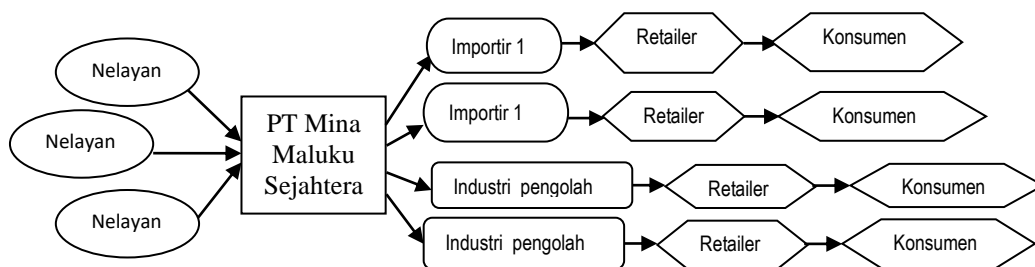 Nelayan
Nelayan
Nelayan
PT Mina
Maluku
Sejahtera
Importir 1
Retailer
Konsumen
Importir 1
Retailer
Konsumen
Industri pengolah
Retailer
Konsumen
Industri pengolah
Retailer
Konsumen